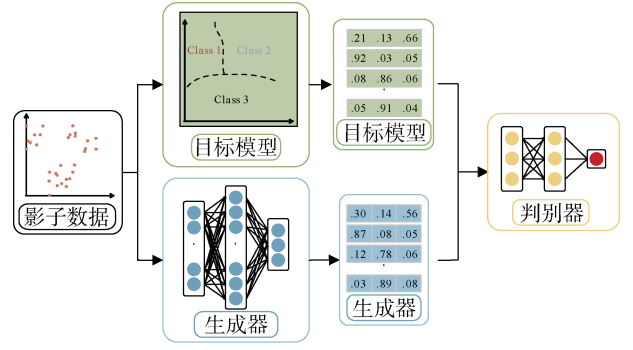 Class 1
Class 2
Class 3
目标模型
.21 .13 .66
.92 .03 .05
.08 .86 .06
.
.05 .91 .04
目标模型
影子数据
生成器
.30 .14 .56
.87 .08 .05
.12 .78 .06
.
.03 .89 .08
生成器
判别器